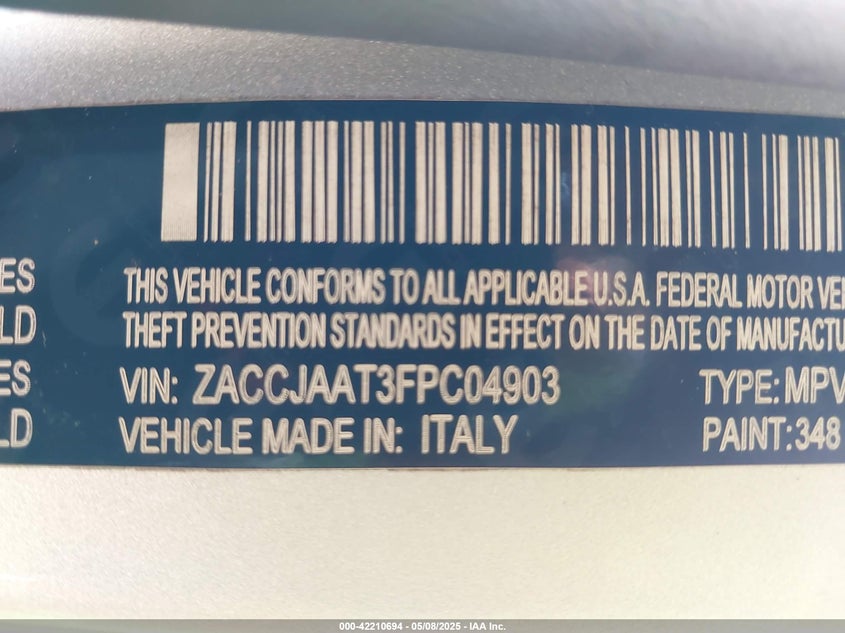 ES
LD
ES
LD
THIS VEHICLE CONFORMS TO ALL APPLICABLE U.S.A. FEDERAL MOTOR VE
THEFT PREVENTION STANDARDS IN EFFECT ON THE DATE OF MANUFACTU
VIN: ZACCJAAT3FPC04903
TYPE: MPV
VEHICLE MADE IN: ITALY
PAINT: 348
000-42210694 - 05/08/2025 - IAA Inc.